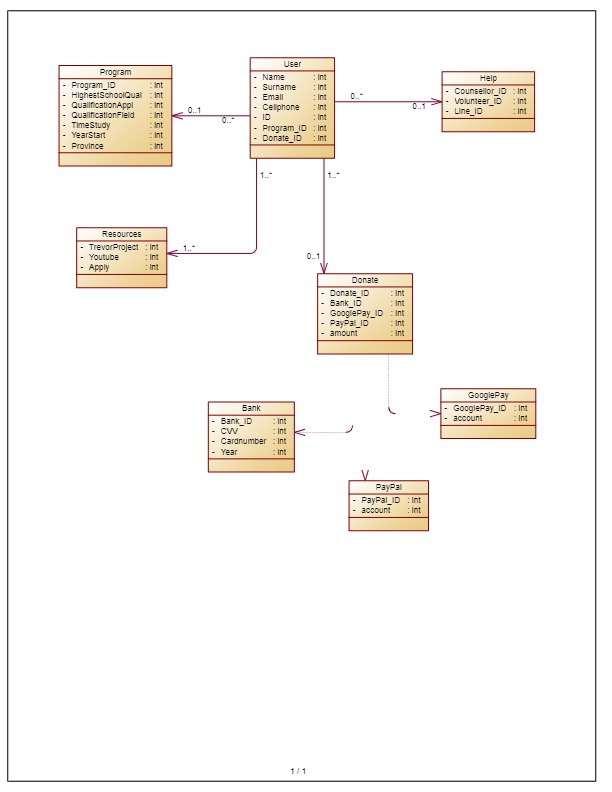 Program
- Program_ID : int
- HighestSchoolQual : int
- QualificationAppl : int
- QualificationField : int
- TimeStudy : int
- YearStart : int
- Province : int
User
- Name : int
- Surname : int
- Email : int
- Cellphone : int
- ID : int
- Program_ID : int
- Donate_ID : int
Help
- Counsellor_ID : int
- Volunteer_ID : int
- Line_ID : int
0..1
0..*
0..*
0..1
1..*
1..*
Resources
- TrevorProject : int
- Youtube : int
- Apply : int
1..*
0..1
Donate
- Donate_ID : int
- Bank_ID : int
- GooglePay_ID : int
- PayPal_ID : int
- amount : int
Bank
- Bank_ID : int
- CVV : int
- Cardnumber : int
- Year : int
GooglePay
- GooglePay_ID : int
- account : int
PayPal
- PayPal_ID : int
- account : int
1 / 1